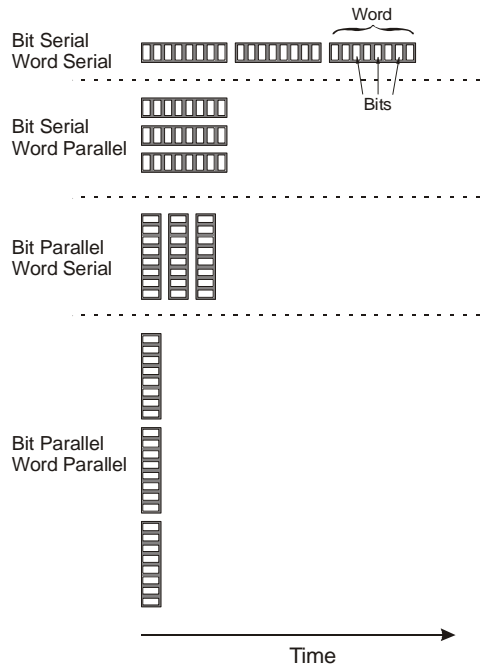 Word
Bit Serial
Word Serial
Bits
Bit Serial
Word Parallel
Bit Parallel
Word Serial
Bit Parallel
Word Parallel
Time